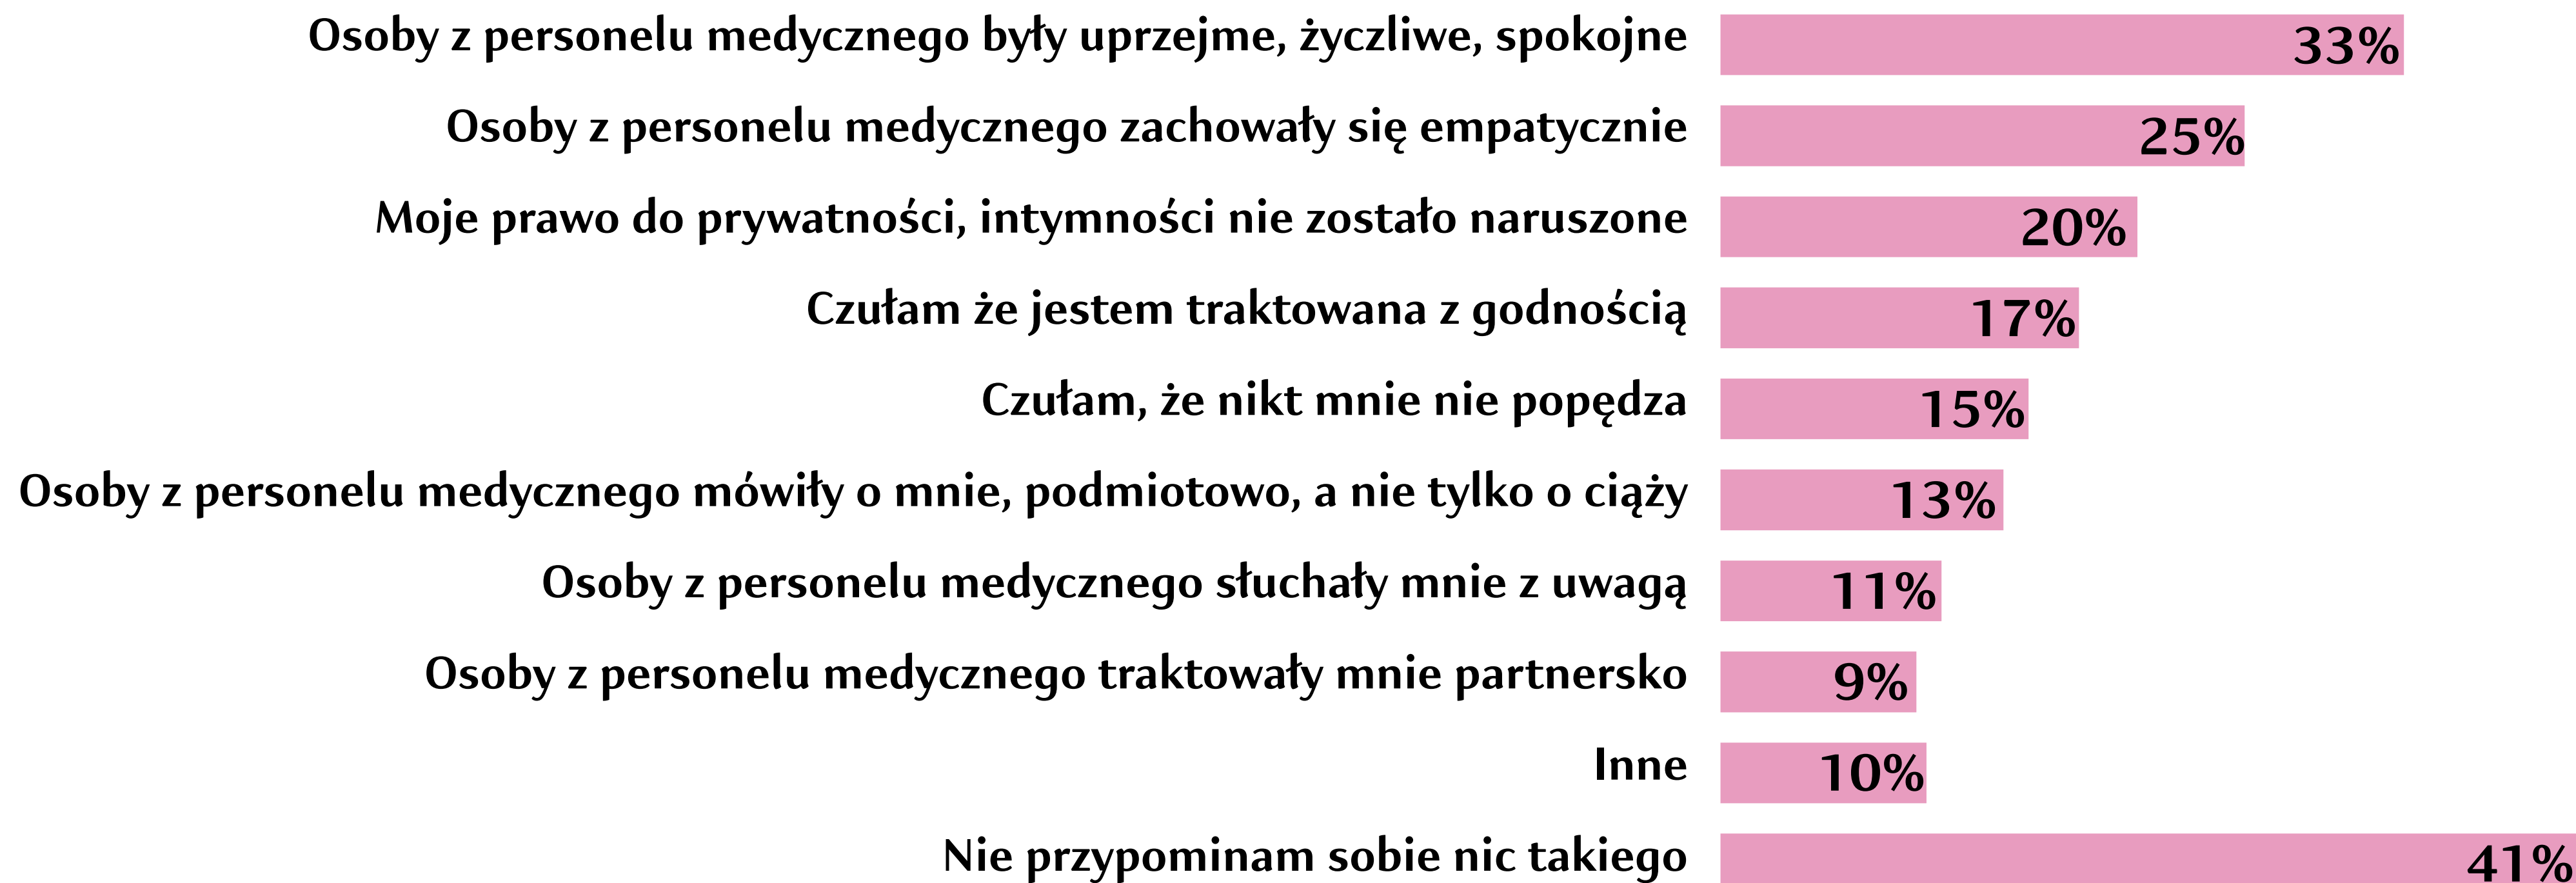 Osoby z personelu medycznego były uprzejme, życzliwe, spokojne 33%
Osoby z personelu medycznego zachowały się empatycznie 25%
Moje prawo do prywatności, intymności nie zostało naruszone 20%
Czułam że jestem traktowana z godnością 17%
Czułam, że nikt mnie nie popędza 15%
Osoby z personelu medycznego mówiły o mnie, podmiotowo, a nie tylko o ciąży 13%
Osoby z personelu medycznego słuchały mnie z uwagą 11%
Osoby z personelu medycznego traktowały mnie partnersko 9%
Inne 10%
Nie przypominam sobie nic takiego 41%